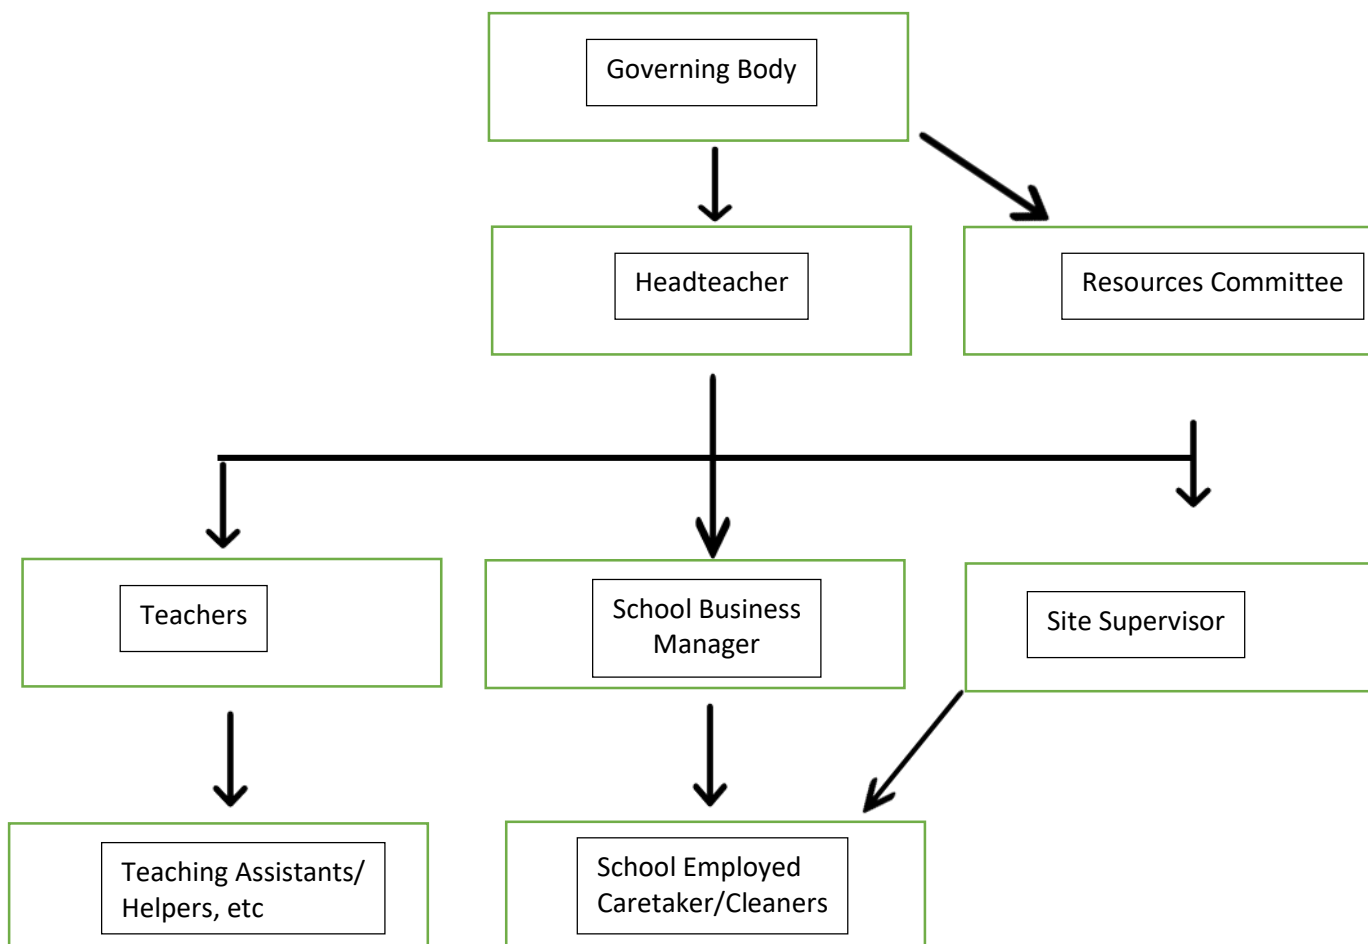 Governing Body
Headteacher
Resources Committee
Teachers
School Business
Manager
Site Supervisor
Teaching Assistants/
Helpers, etc
School Employed
Caretaker/Cleaners